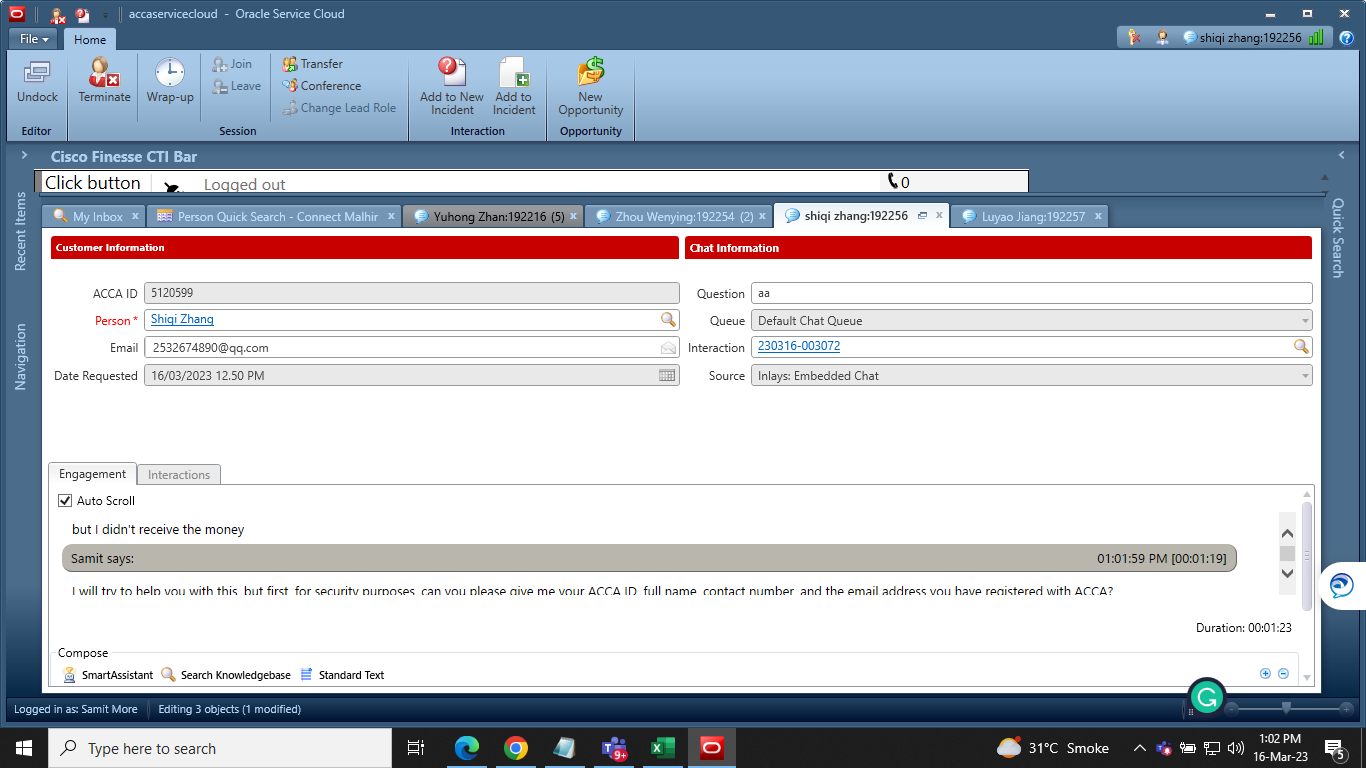 accaservicecloud - Oracle Service Cloud
File Home shiqi zhang:192256
Undock Terminate Wrap-up Join Leave Transfer Conference Change Lead Role Add to New Incident Add to Incident New Opportunity
Editor Session Interaction Opportunity
Cisco Finesse CTI Bar
Click button Logged out 0
Recent Items
Navigation
Quick Search
My Inbox x Person Quick Search - Connect Malhir x Yuhong Zhan:192216 (5) x Zhou Wenying:192254 (2) x shiqi zhang:192256 x Luyao Jiang:192257 x
Customer Information Chat Information
ACCA ID 5120599 Question aa
Person * Shiqi Zhang Queue Default Chat Queue
Email 2532674890@qq.com Interaction 230316-003072
Date Requested 16/03/2023 12.50 PM Source Inlays: Embedded Chat
Engagement Interactions
Auto Scroll
but I didn't receive the money
Samit says: 01:01:59 PM [00:01:19]
I will try to help you with this, but first, for security purposes, can you please give me your ACCA ID, full name, contact number, and the email address you have registered with ACCA?
Duration: 00:01:23
Compose
SmartAssistant Search Knowledgebase Standard Text
Logged in as: Samit More Editing 3 objects (1 modified)
Type here to search 9+ 31°C Smoke 1:02 PM
16-Mar-23 5